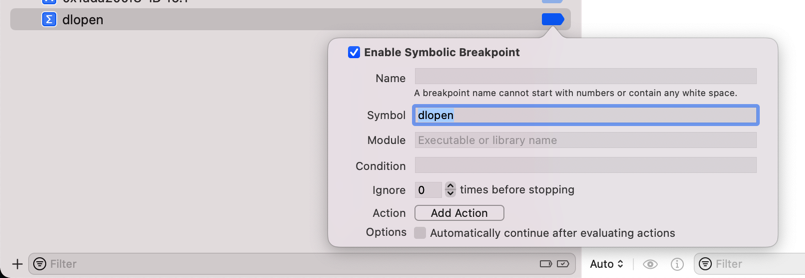 dlopen
Enable Symbolic Breakpoint
Name
A breakpoint name cannot start with numbers or contain any white space.
Symbol dlopen
Module Executable or library name
Condition
Ignore 0 times before stopping
Action Add Action
Options Automatically continue after evaluating actions
Filter Auto Filter